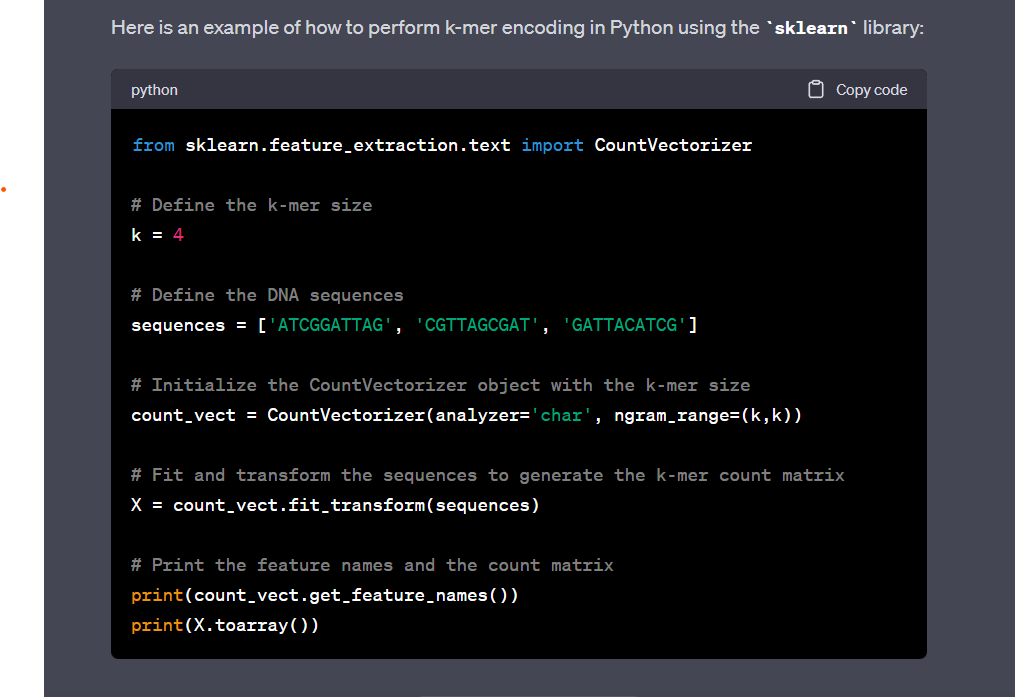 Here is an example of how to perform k-mer encoding in Python using the `sklearn` library:
python
Copy code
from sklearn.feature_extraction.text import CountVectorizer
# Define the k-mer size
k = 4
# Define the DNA sequences
sequences = ['ATCGGATTAG', 'CGTTAGCGAT', 'GATTACATCG']
# Initialize the CountVectorizer object with the k-mer size
count_vect = CountVectorizer(analyzer='char', ngram_range=(k,k))
# Fit and transform the sequences to generate the k-mer count matrix
X = count_vect.fit_transform(sequences)
# Print the feature names and the count matrix
print(count_vect.get_feature_names())
print(X.toarray())